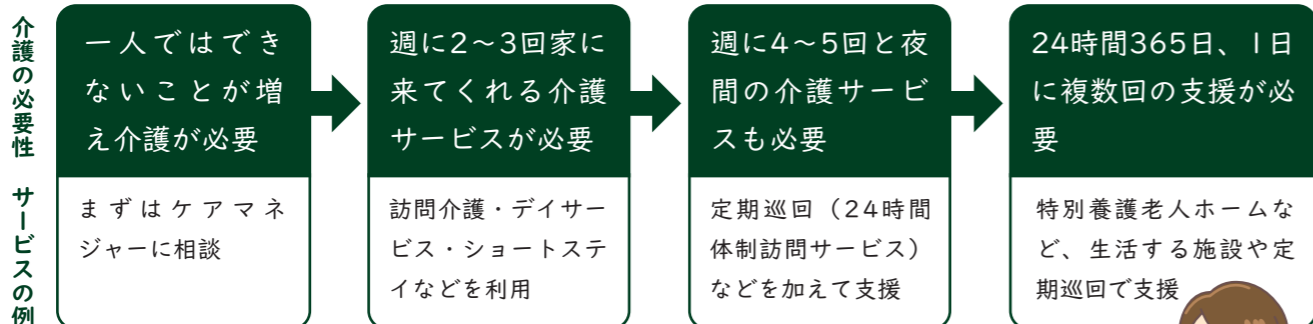 介護の必要性
サービスの例
一人ではでき
ないことが増
え介護が必要
まずはケアマネ
ジャーに相談
週に2～3回家に
来てくれる介護
サービスが必要
訪問介護・デイサー
ビス・ショートステ
イなどを利用
週に4～5回と夜
間の介護サービ
スも必要
定期巡回（24時間
体制訪問サービス）
などを加えて支援
24時間365日、1日
に複数回の支援が必
要
特別養護老人ホームな
ど、生活する施設や定
期巡回で支援